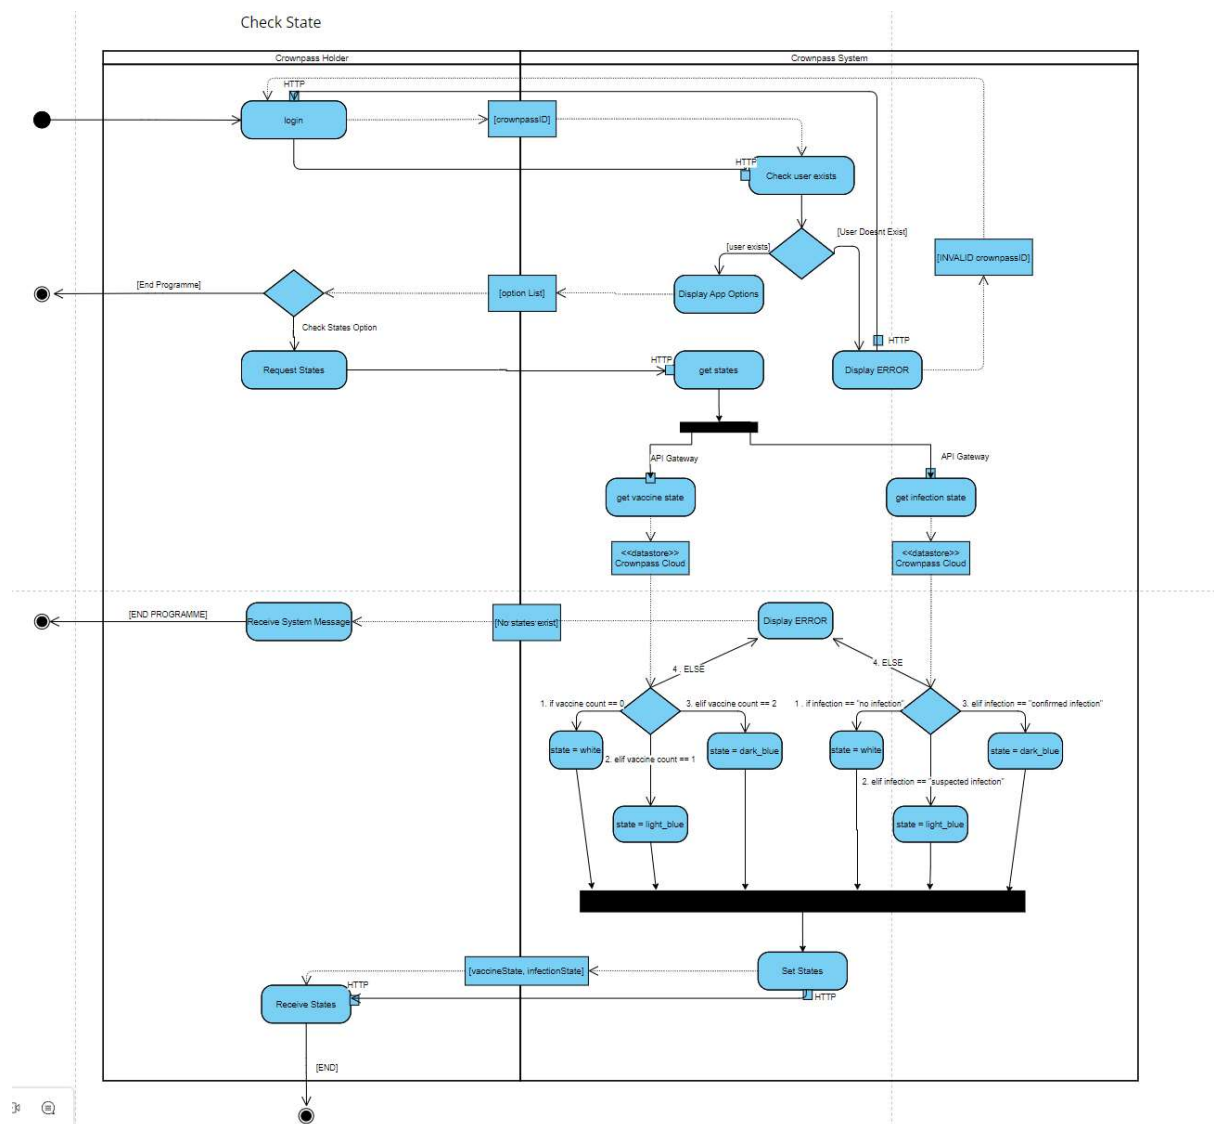 Check State
Crownpass Holder
Crownpass System
HTTP
login
[crownpassID]
HTTP
Check user exists
[User Doesnt Exist]
[user exists]
[INVALID crownpassID]
[End Programme]
[option List]
Display App Options
Check States Option
HTTP
Request States
HTTP
get states
Display ERROR
API Gateway
API Gateway
get vaccine state
get infection state
<<datastore>>
Crownpass Cloud
<<datastore>>
Crownpass Cloud
[END PROGRAMME]
Receive System Message
[No states exist]
Display ERROR
4 . ELSE
4. ELSE
1. if vaccine count == 0
3. elif vaccine count == 2
1 . if infection == "no infection"
3. elif infection == "confirmed infection"
state = white
state = dark_blue
state = white
state = dark_blue
2. elif vaccine count == 1
2. elif infection == "suspected infection"
state = light_blue
state = light_blue
[vaccineState, infectionState]
Set States
HTTP
HTTP
Receive States
[END]